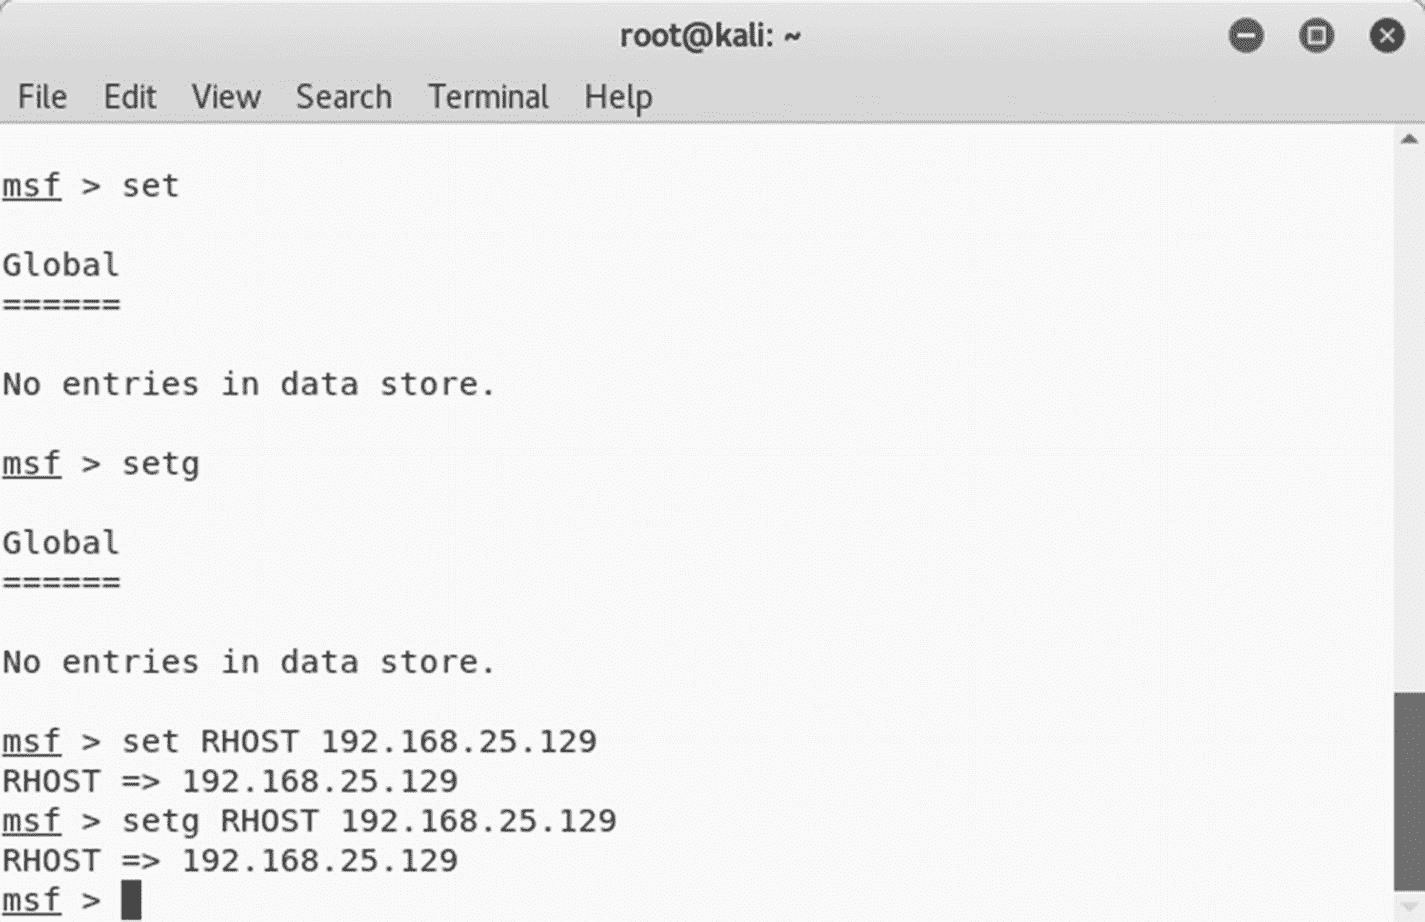 root@kali: ~
File Edit View Search Terminal Help
msf > set
Global
======
No entries in data store.
msf > setg
Global
======
No entries in data store.
msf > set RHOST 192.168.25.129
RHOST => 192.168.25.129
msf > setg RHOST 192.168.25.129
RHOST => 192.168.25.129
msf >